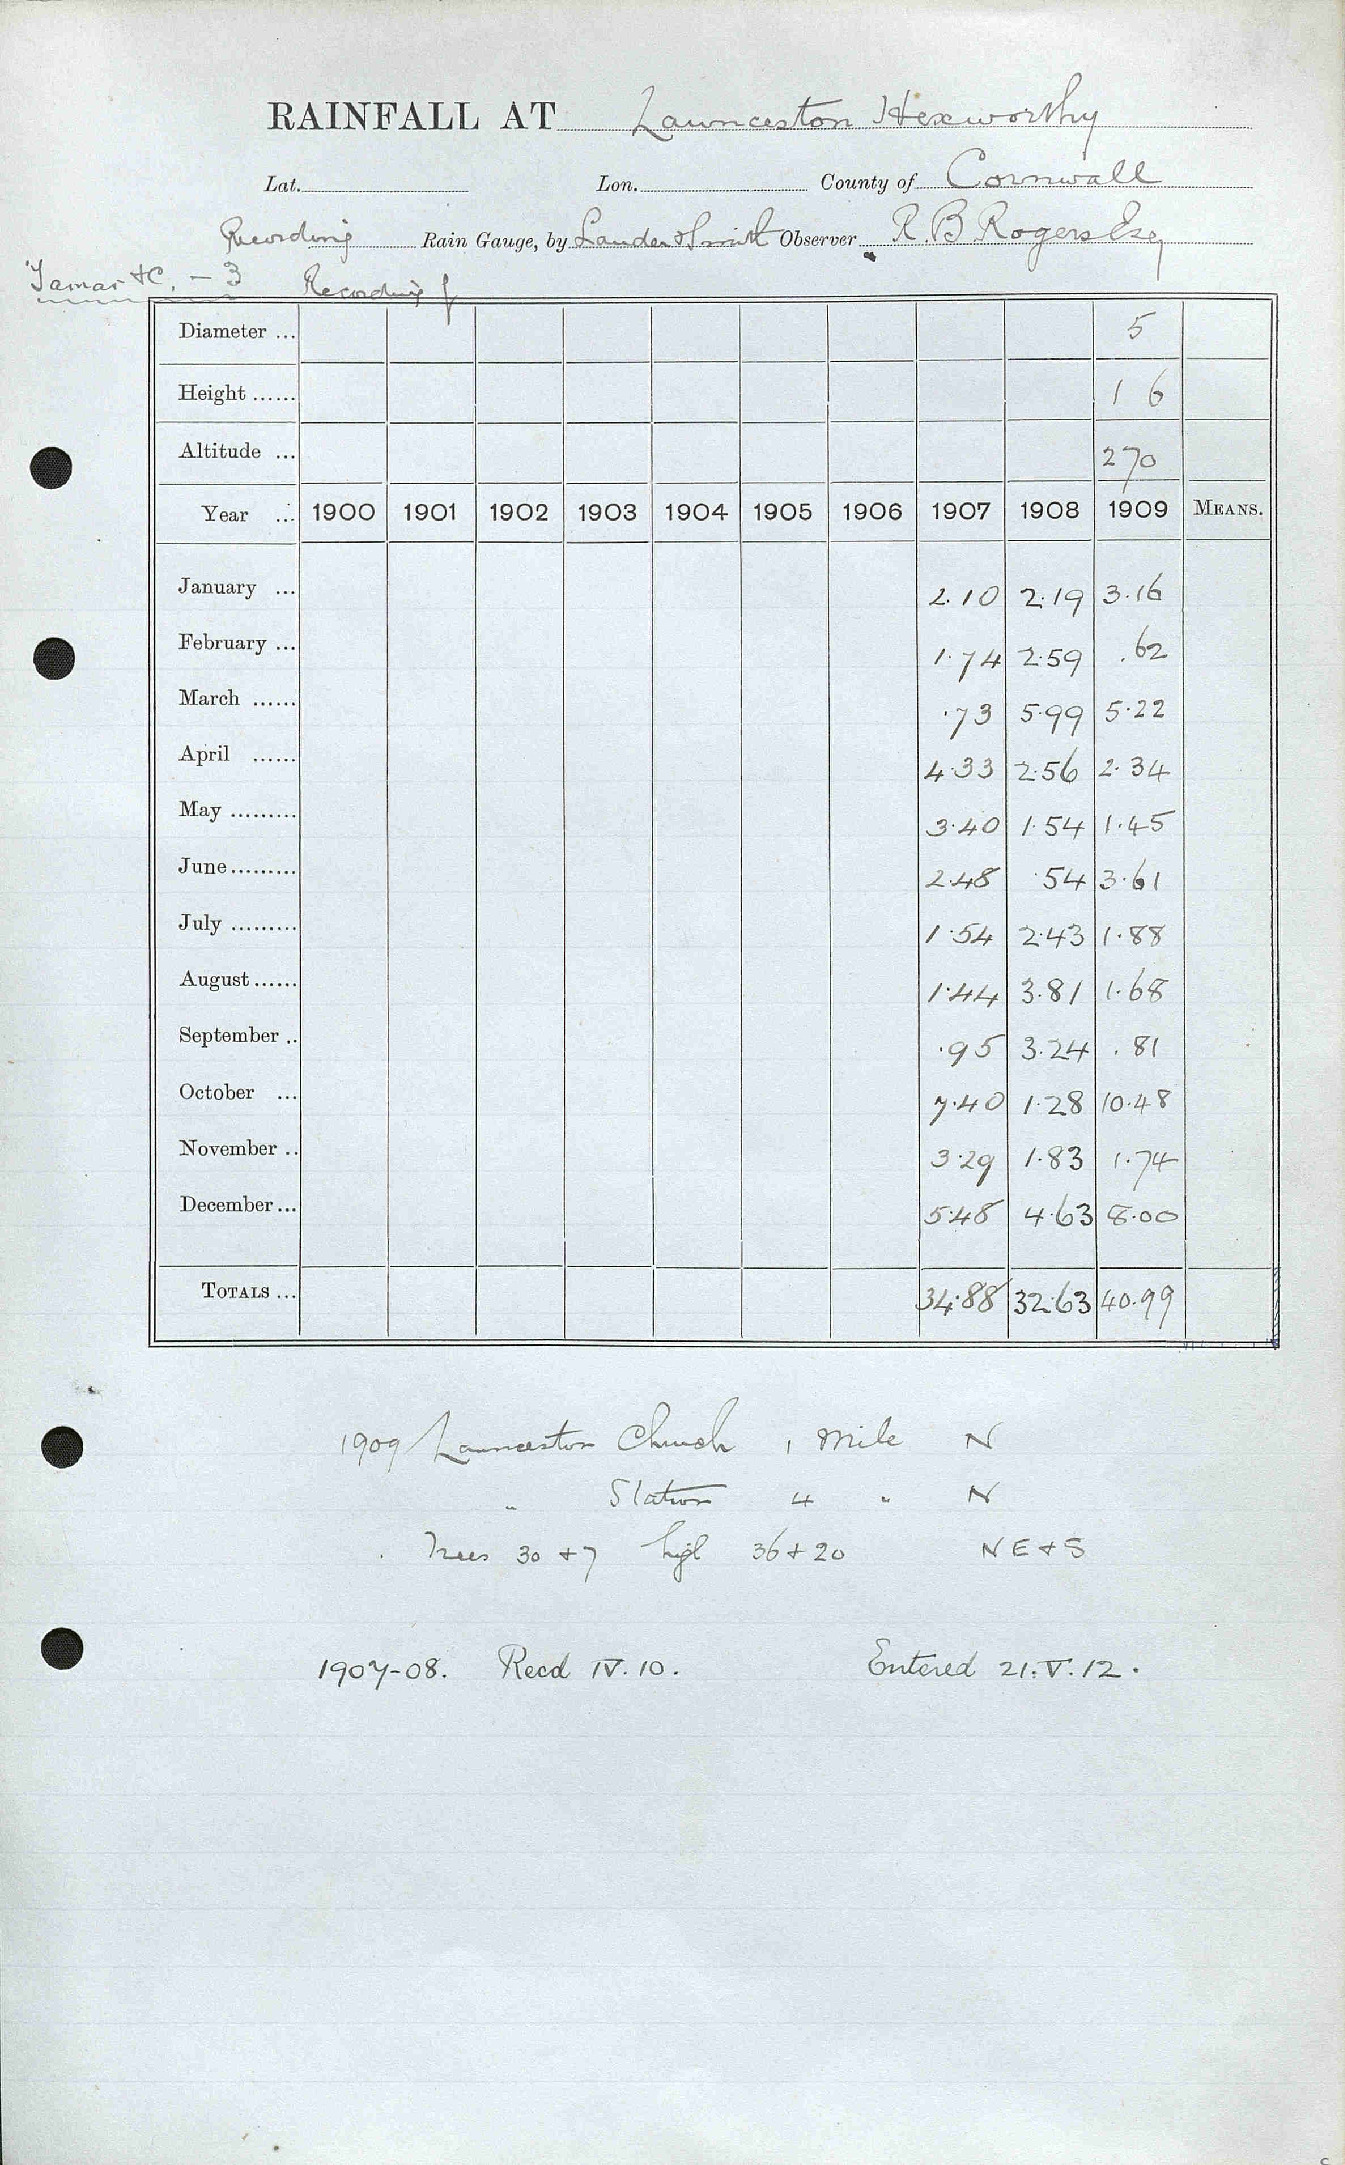 RAINFALL AT Launceston Hexworthy
Lat. Lon. County of Cornwall
Recording Rain Gauge, by Lander & Smith Observer R. B. Rogers Esq
Tamar &c. - 3 Recording
Diameter ... 5
Height ...... 1 6
Altitude ... 270
Year ... 1900 1901 1902 1903 1904 1905 1906 1907 1908 1909 MEANS.
January ... 2.10 2.19 3.16
February ... 1.74 2.59 .62
March ...... .73 5.99 5.22
April ...... 4.33 2.56 2.34
May ......... 3.40 1.54 1.45
June ......... 2.48 .54 3.61
July ......... 1.54 2.43 1.88
August ...... 1.44 3.81 1.68
September .. .95 3.24 .81
October ... 7.40 1.28 10.48
November .. 3.29 1.83 1.74
December ... 5.48 4.63 8.00
TOTALS ... 34.88 32.63 40.99
1909 Launceston Church 1 Mile N
" Station 4 " N
Trees 30 + 7 high 36 + 20 N E + S
1907-08. Recd IV. 10. Entered 21. V. 12.